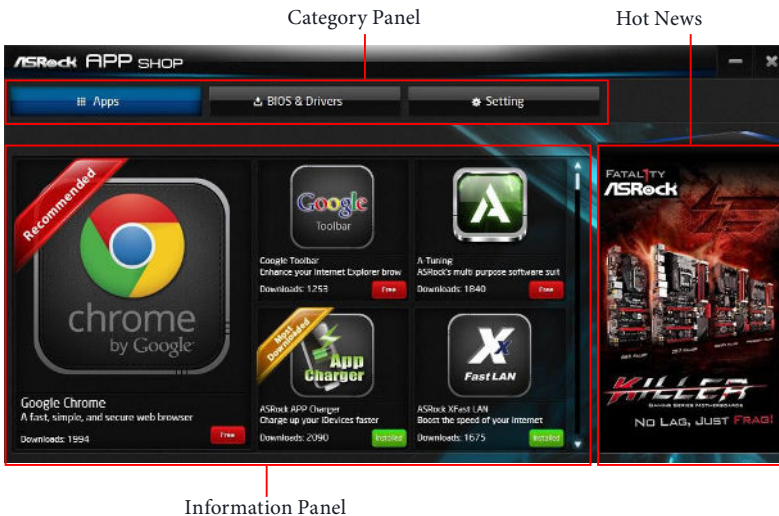 Category Panel
Hot News
ASRock APP SHOP
Apps
BIOS & Drivers
Setting
Recommended
chrome
by Google
Google Chrome
A fast, simple, and secure web browser
Downloads: 1994
Free
Google
Toolbar
Google Toolbar
Enhance your Internet Explorer brow
Downloads: 1253
Free
A-Tuning
ASRock's multi purpose software suit
Downloads: 1840
Free
Most Downloaded
App
Charger
ASRock APP Charger
Charge up your iDevices faster
Downloads: 2090
Installed
Fast LAN
ASRock XFast LAN
Boost the speed of your internet
Downloads: 1675
Installed
FATAL1TY
ASRock
KILLER
GAMING SERIES MOTHERBOARDS
NO LAG, JUST FRAG!
Information Panel